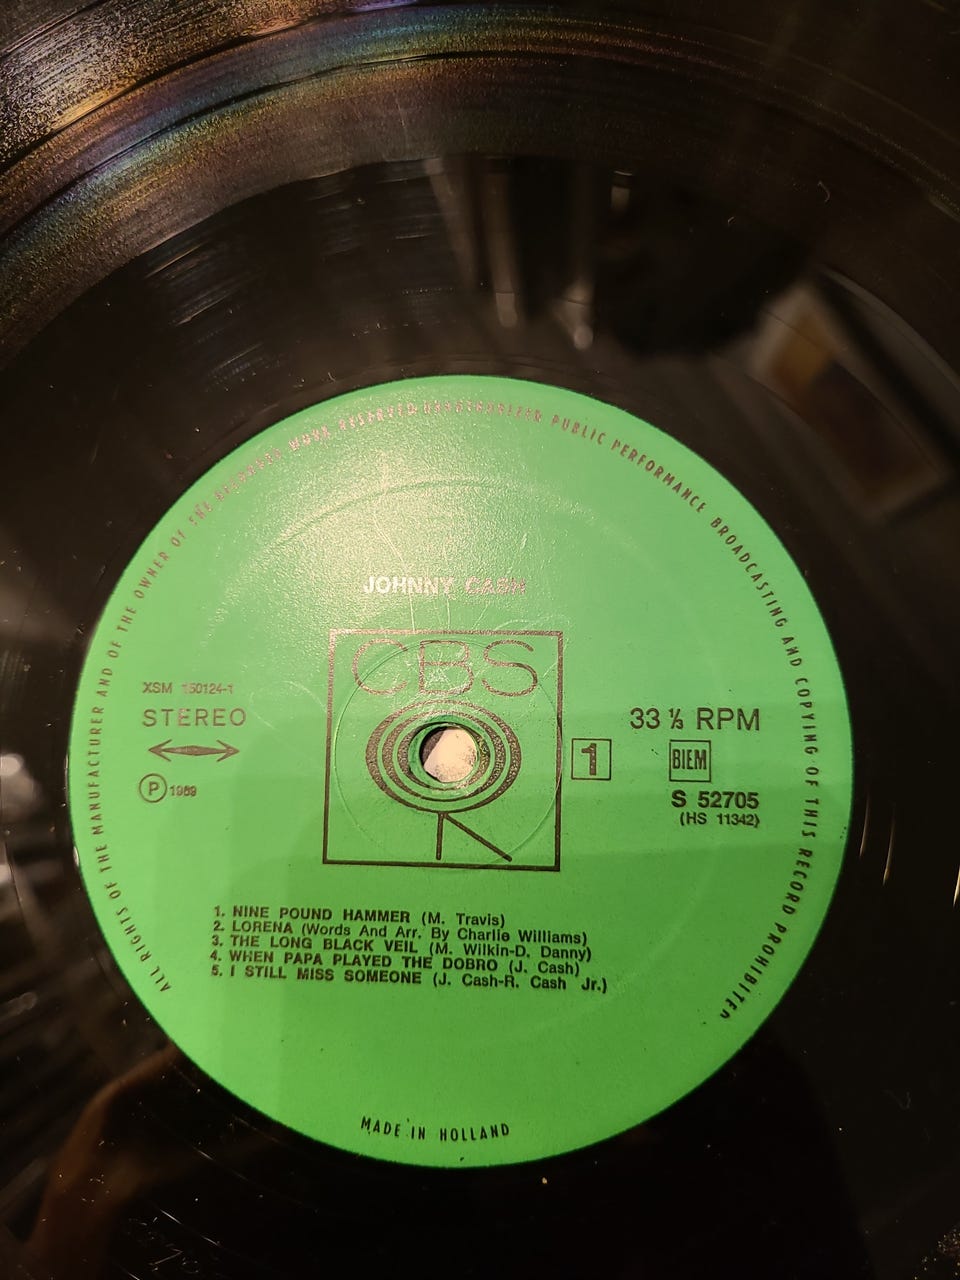 ALL RIGHTS OF THE MANUFACTURER AND OF THE OWNER OF THE RECORDED WORK RESERVED UNAUTHORIZED PUBLIC PERFORMANCE BROADCASTING AND COPYING OF THIS RECORD PROHIBITED
JOHNNY CASH
CBS
XSM 150124-1
STEREO
℗ 1969
33 ⅓ RPM
1
BIEM
S 52705
(HS 11342)
1. NINE POUND HAMMER (M. Travis)
2. LORENA (Words And Arr. By Charlie Williams)
3. THE LONG BLACK VEIL (M. Wilkin-D. Danny)
4. WHEN PAPA PLAYED THE DOBRO (J. Cash)
5. I STILL MISS SOMEONE (J. Cash-R. Cash Jr.)
MADE IN HOLLAND